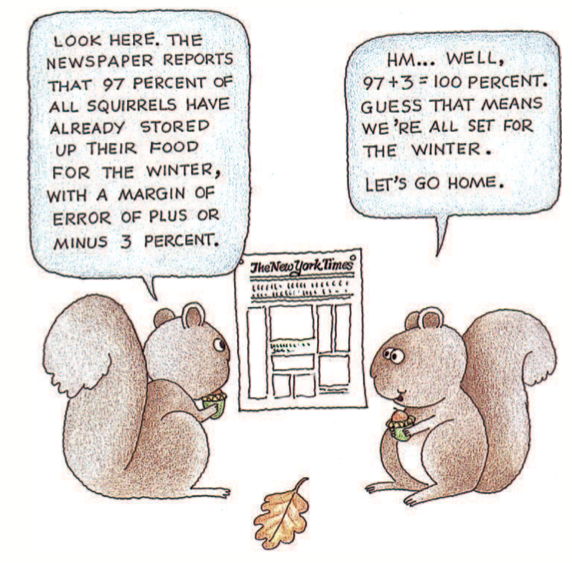 LOOK HERE. THE
NEWSPAPER REPORTS
THAT 97 PERCENT OF
ALL SQUIRRELS HAVE
ALREADY STORED
UP THEIR FOOD
FOR THE WINTER,
WITH A MARGIN OF
ERROR OF PLUS OR
MINUS 3 PERCENT.
HM... WELL,
97+3=100 PERCENT.
GUESS THAT MEANS
WE'RE ALL SET FOR
THE WINTER.
LET'S GO HOME.
The New York Times